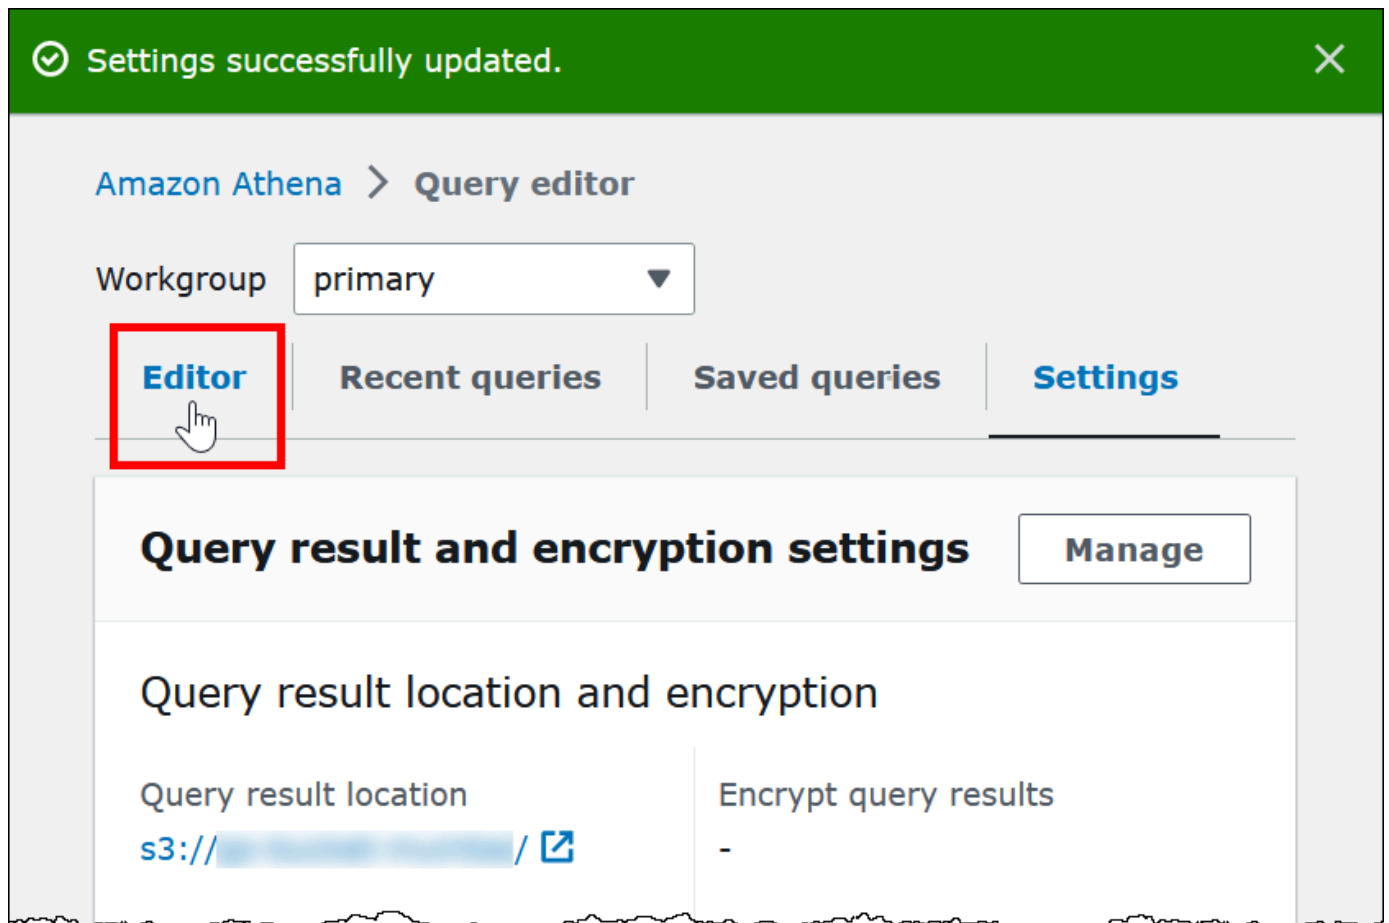 Settings successfully updated.
Amazon Athena > Query editor
Workgroup primary
Editor Recent queries Saved queries Settings
Query result and encryption settings Manage
Query result location and encryption
Query result location Encrypt query results
s3:// / -